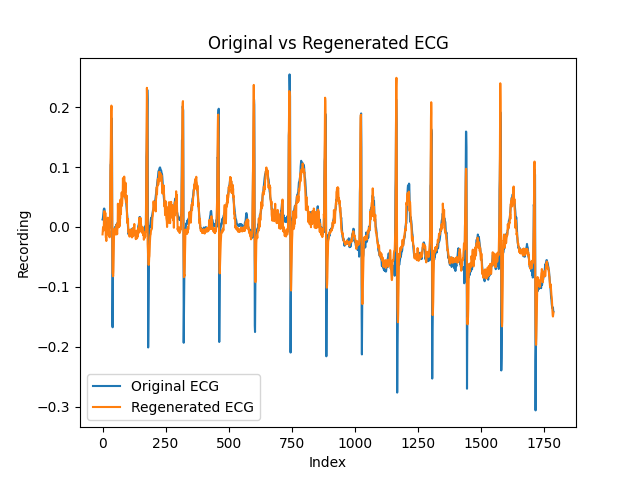 Original vs Regenerated ECG
Recording
0.2
0.1
0.0
−0.1
−0.2
−0.3
Original ECG
Regenerated ECG
0 250 500 750 1000 1250 1500 1750
Index